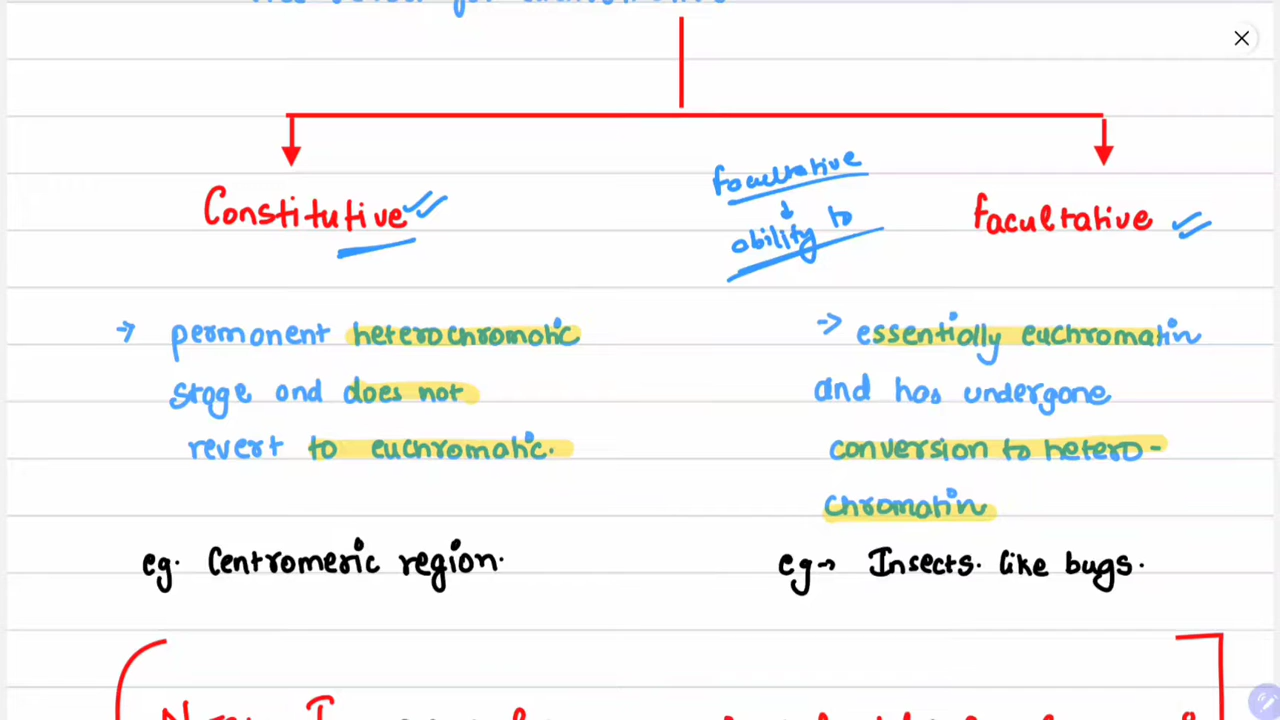 Constitutive
facultative
ability to
facultative
→ permanent heterochromatic
stage and does not
revert to euchromatic.
eg. Centromeric region.
→ essentially euchromatin
and has undergone
conversion to hetero-
chromatin
eg → Insects. like bugs.